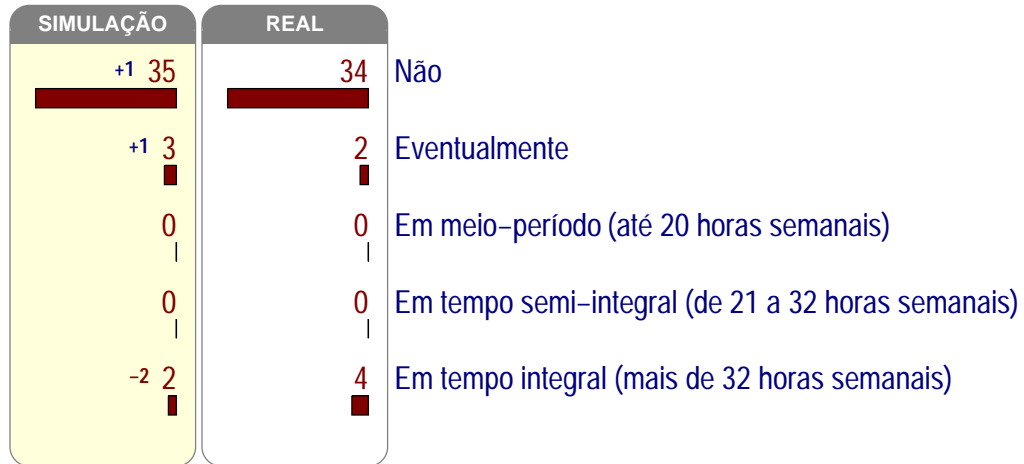 SIMULAÇÃO REAL
+1 35 34 Não
+1 3 2 Eventualmente
0 0 Em meio−período (até 20 horas semanais)
0 0 Em tempo semi−integral (de 21 a 32 horas semanais)
−2 2 4 Em tempo integral (mais de 32 horas semanais)